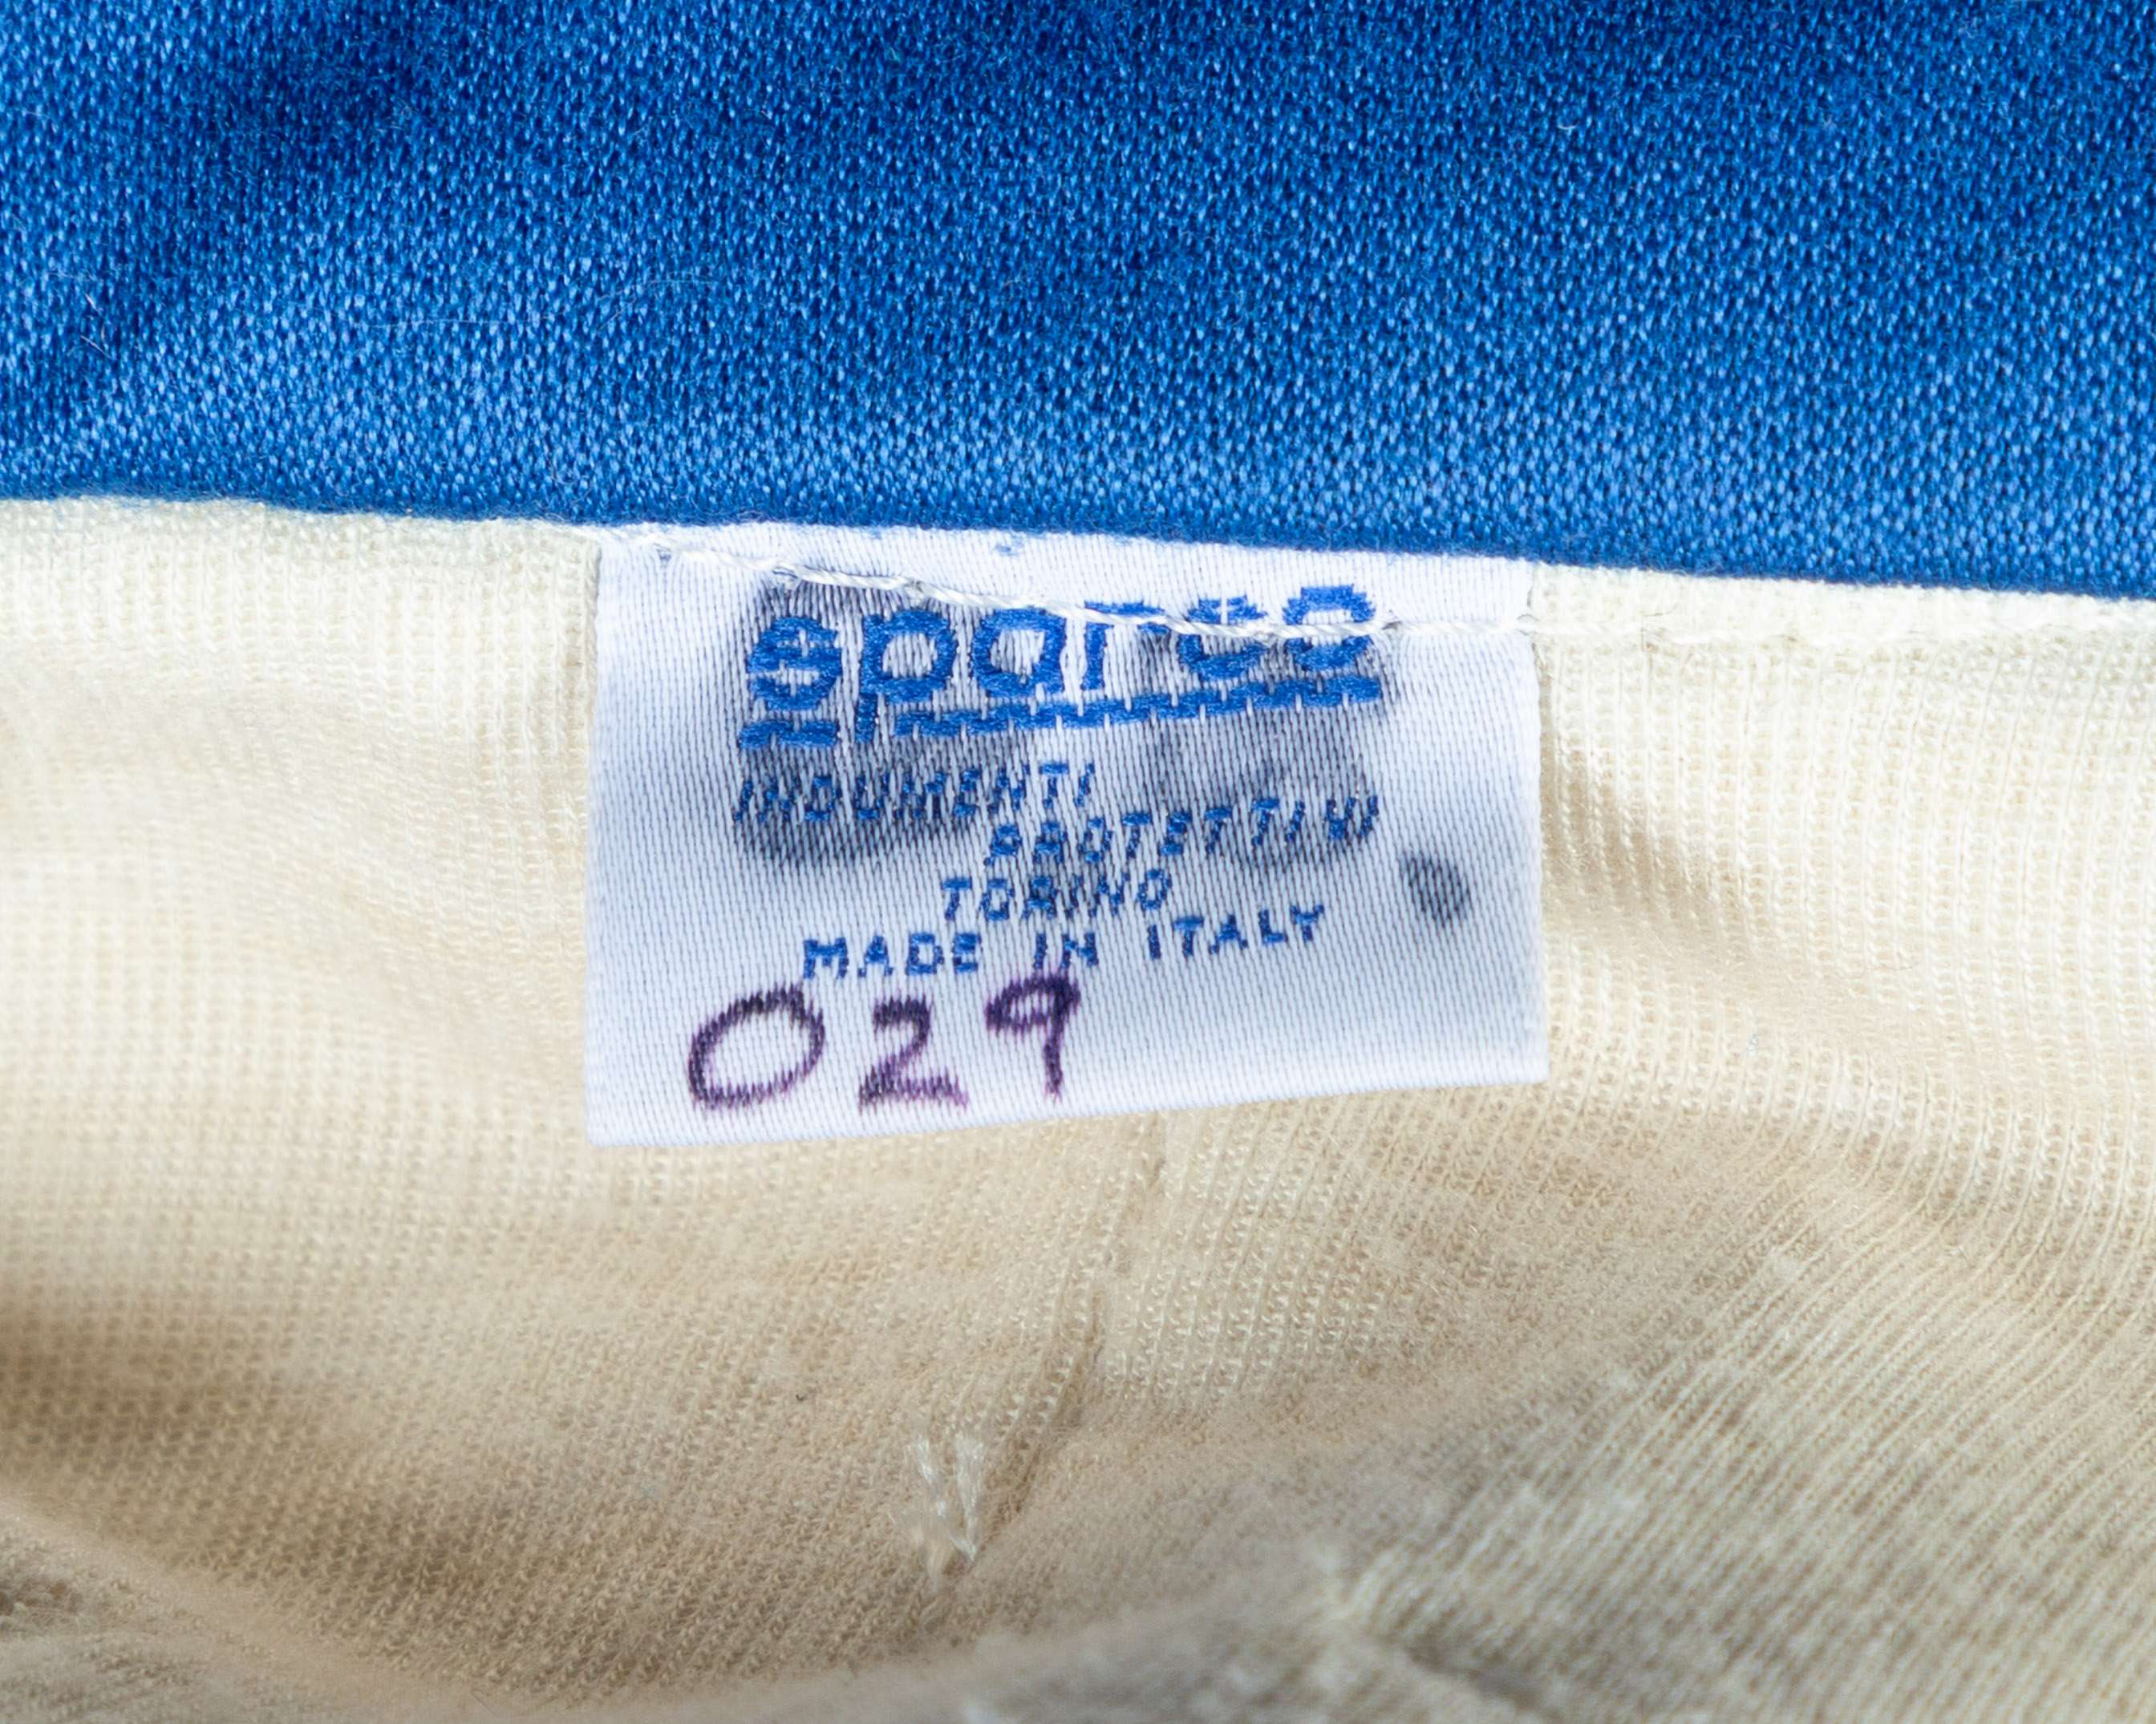 sparco
INDUMENTI
PROTETTIVI
TORINO
MADE IN ITALY
029